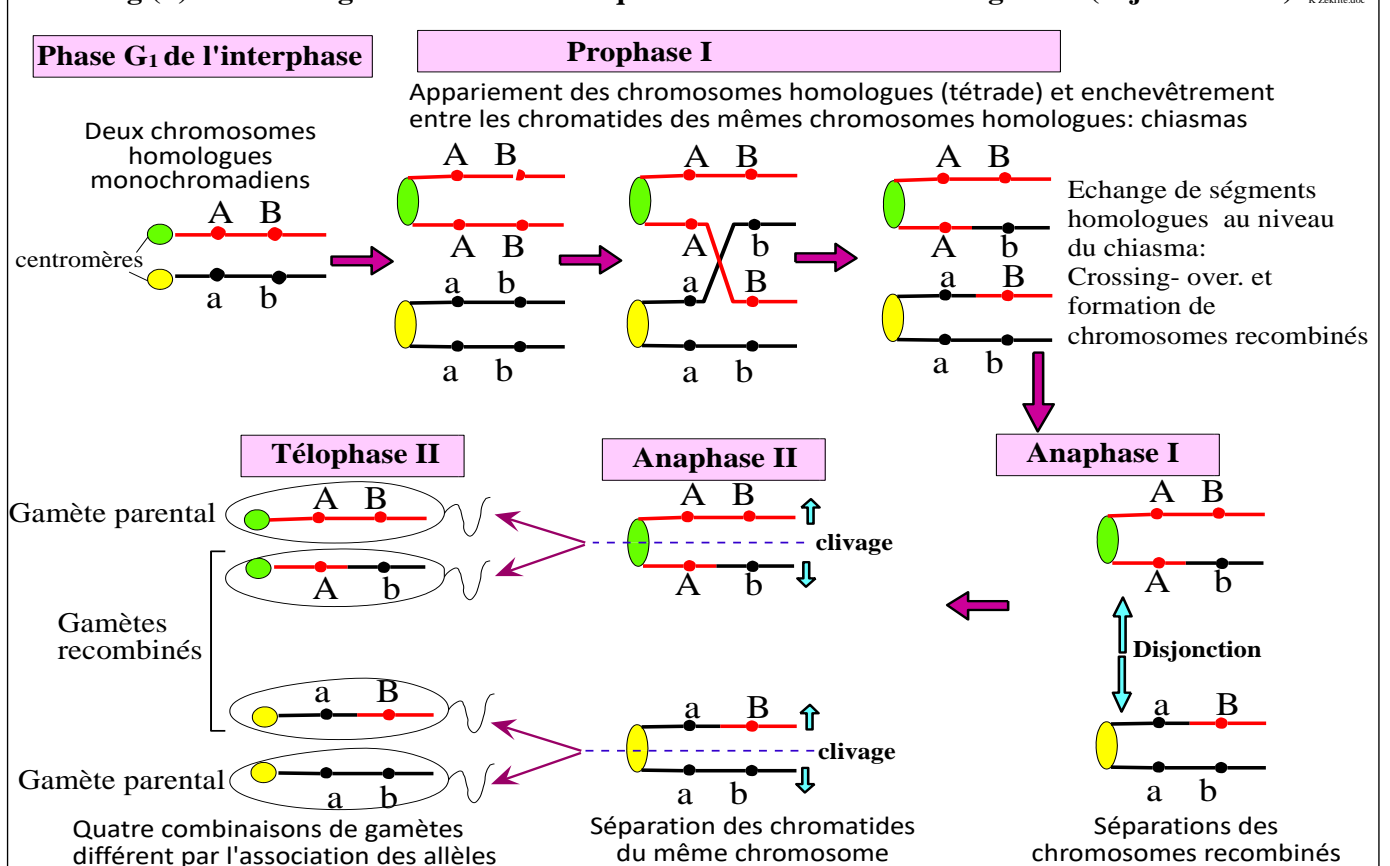 Phase G1 de l'interphase
Prophase I
Appariement des chromosomes homologues (tétrade) et enchevêtrement
entre les chromatides des mêmes chromosomes homologues: chiasmas
Deux chromosomes
homologues
monochromadiens
centromères
A B
a b
A B
A B
a b
a b
A B
A b
a B
a b
A B
A b
a B
a b
Echange de ségments
homologues au niveau
du chiasma:
Crossing- over. et
formation de
chromosomes recombinés
Télophase II
Anaphase II
Anaphase I
Gamète parental
A B
A b
Gamètes
recombinés
a B
Gamète parental
a b
Quatre combinaisons de gamètes
différent par l'association des allèles
A B
clivage
A b
a B
clivage
a b
Séparation des chromatides
du même chromosome
A B
A b
Disjonction
a B
a b
Séparations des
chromosomes recombinés